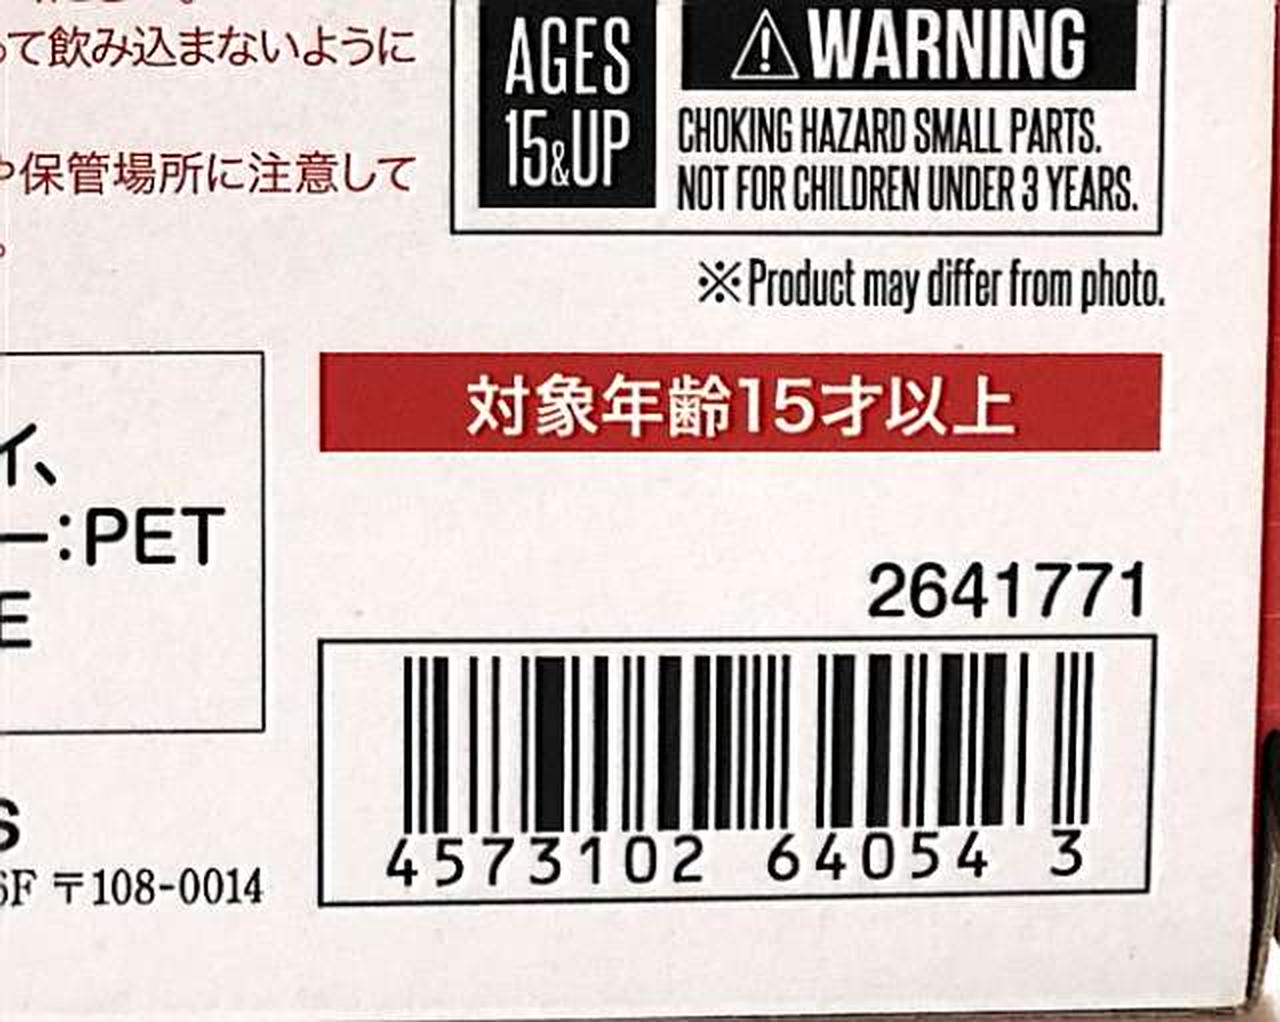 って飲み込まないように
や保管場所に注意して
。
AGES
15&UP
⚠WARNING
CHOKING HAZARD SMALL PARTS.
NOT FOR CHILDREN UNDER 3 YEARS.
※Product may differ from photo.
対象年齢15才以上
イ、
ー:PET
E
2641771
4573102 64054 3
S
6F 〒108-0014